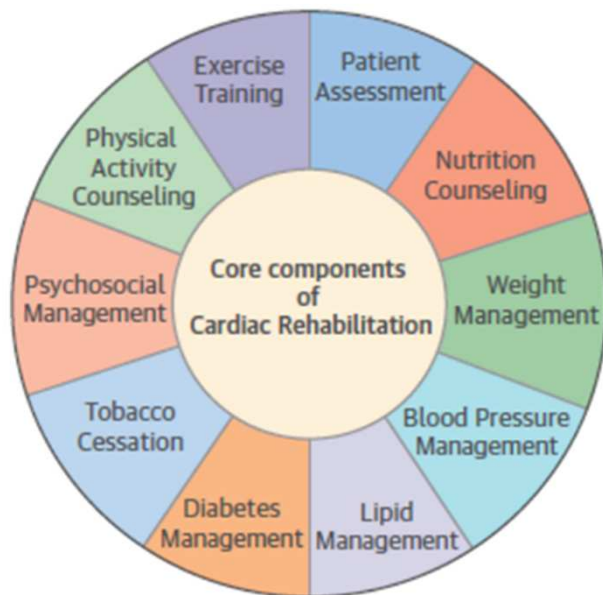 Core components
of
Cardiac Rehabilitation
Patient
Assessment
Nutrition
Counseling
Weight
Management
Blood Pressure
Management
Lipid
Management
Diabetes
Management
Tobacco
Cessation
Psychosocial
Management
Physical
Activity
Counseling
Exercise
Training